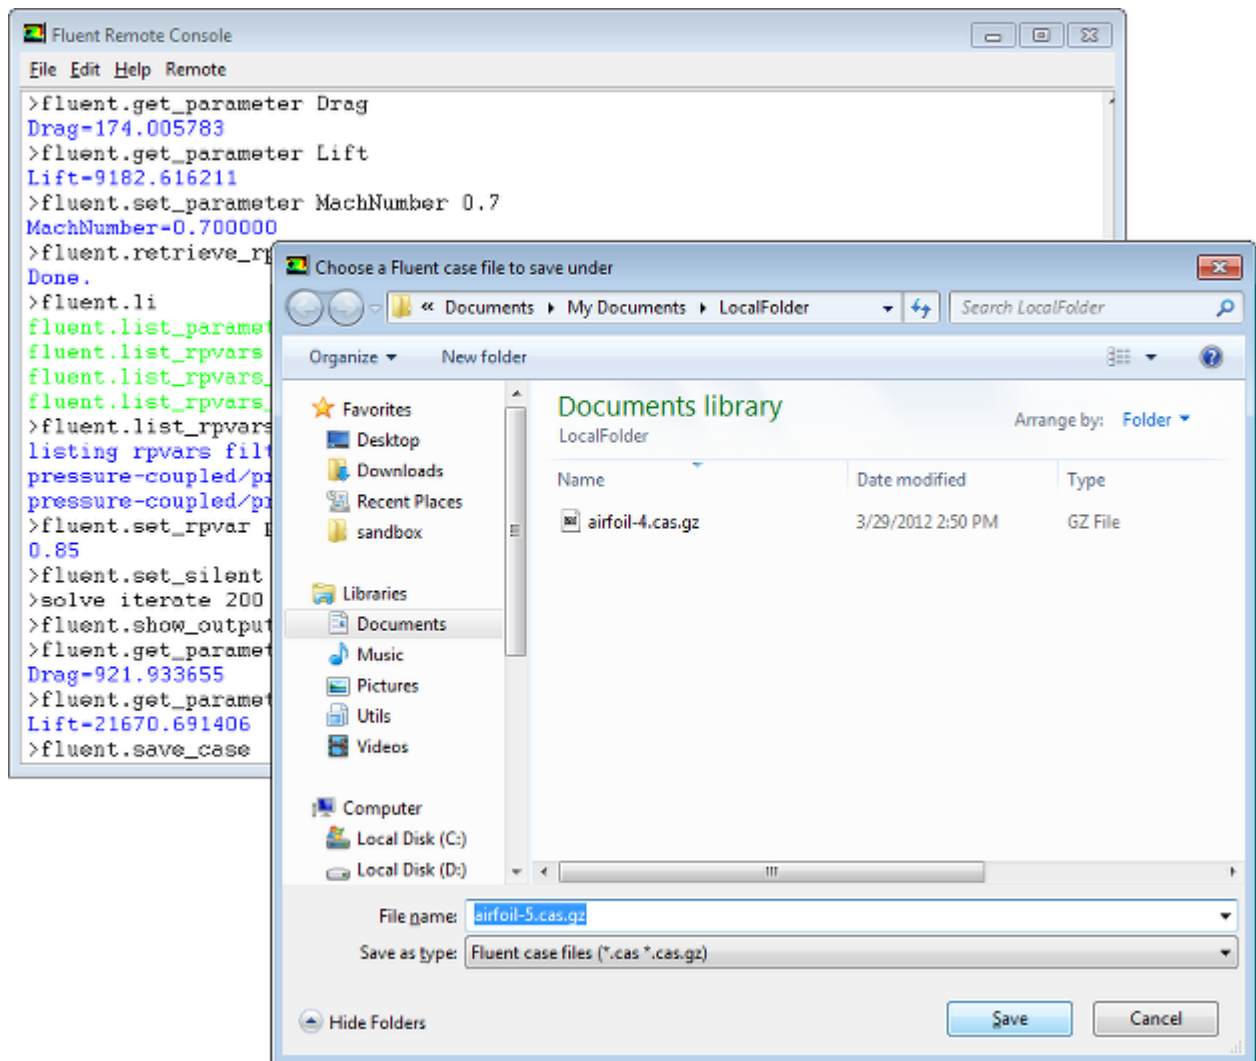 Fluent Remote Console
File Edit Help Remote
>fluent.get_parameter Drag
Drag=174.005783
>fluent.get_parameter Lift
Lift=9182.616211
>fluent.set_parameter MachNumber 0.7
MachNumber=0.700000
>fluent.retrieve_rp
Done.
>fluent.li
fluent.list_paramet
fluent.list_rpvars
fluent.list_rpvars_
fluent.list_rpvars_
>fluent.list_rpvars
listing rpvars filt
pressure-coupled/pr
pressure-coupled/pr
>fluent.set_rpvar p
0.85
>fluent.set_silent
>solve iterate 200
>fluent.show_output
>fluent.get_paramet
Drag=921.933655
>fluent.get_paramet
Lift=21670.691406
>fluent.save_case
Choose a Fluent case file to save under
« Documents My Documents LocalFolder Search LocalFolder
Organize New folder
Favorites
Desktop
Downloads
Recent Places
sandbox
Libraries
Documents
Music
Pictures
Utils
Videos
Computer
Local Disk (C:)
Local Disk (D:)
Documents library
LocalFolder
Arrange by: Folder
Name Date modified Type
airfoil-4.cas.gz 3/29/2012 2:50 PM GZ File
File name: airfoil-5.cas.gz
Save as type: Fluent case files (*.cas *.cas.gz)
Hide Folders Save Cancel